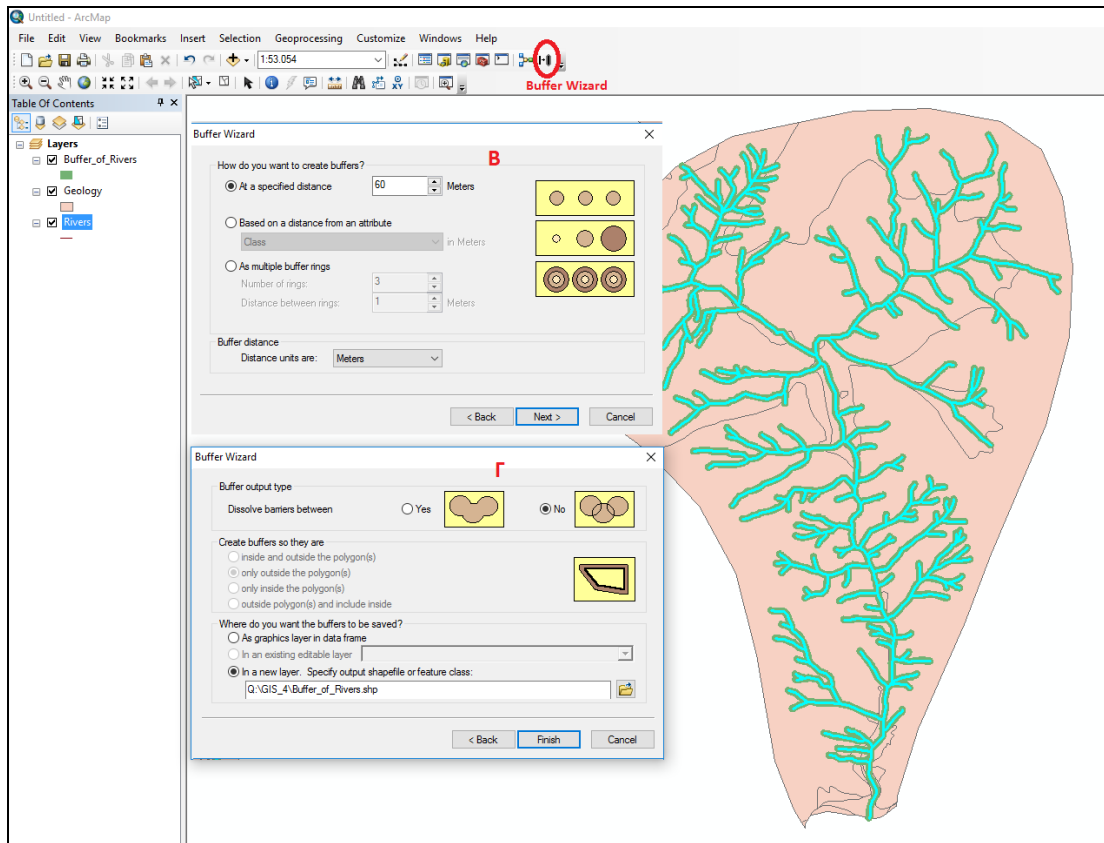 Untitled - ArcMap
File Edit View Bookmarks Insert Selection Geoprocessing Customize Windows Help
1:53.054
Buffer Wizard
Table Of Contents
Layers
Buffer_of_Rivers
Geology
Rivers
Buffer Wizard
Β
How do you want to create buffers?
At a specified distance 60 Meters
Based on a distance from an attribute
Class in Meters
As multiple buffer rings
Number of rings: 3
Distance between rings: 1 Meters
Buffer distance
Distance units are: Meters
< Back Next > Cancel
Buffer Wizard
Γ
Buffer output type
Dissolve barriers between Yes No
Create buffers so they are
inside and outside the polygon(s)
only outside the polygon(s)
only inside the polygon(s)
outside polygon(s) and include inside
Where do you want the buffers to be saved?
As graphics layer in data frame
In an existing editable layer
In a new layer. Specify output shapefile or feature class:
Q:\GIS_4\Buffer_of_Rivers.shp
< Back Finish Cancel